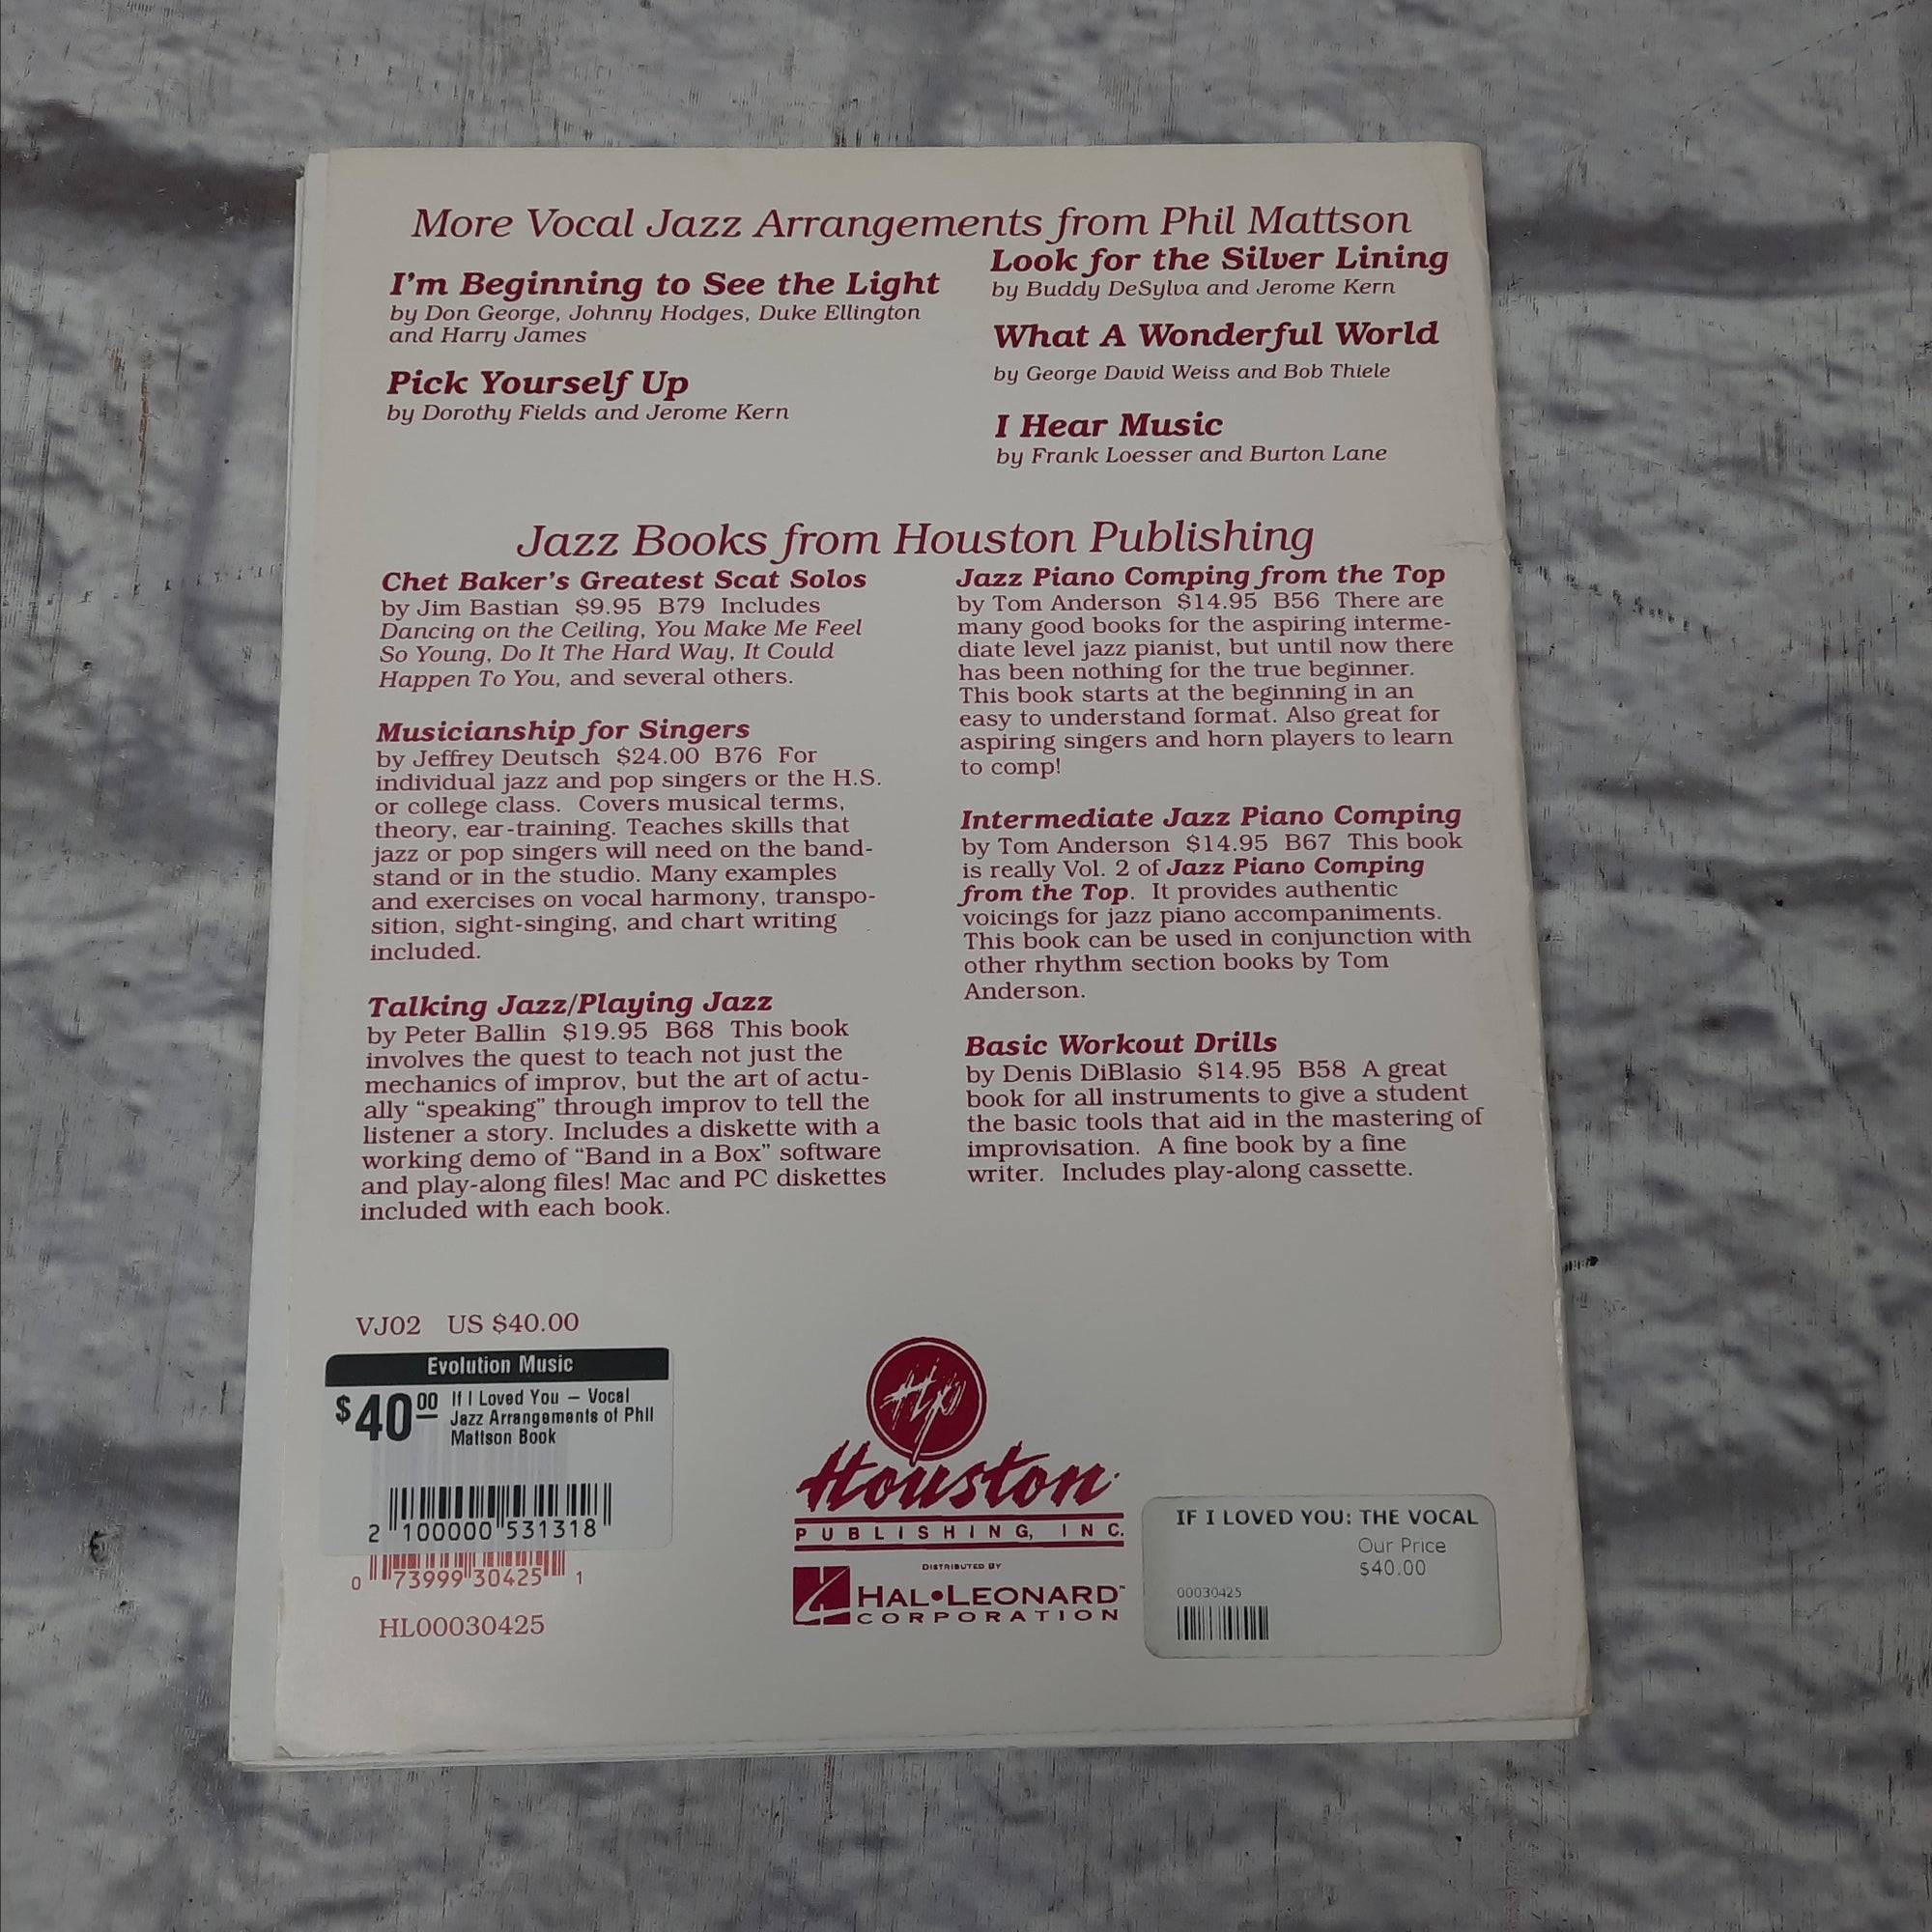 More Vocal Jazz Arrangements from Phil Mattson
I'm Beginning to See the Light
by Don George, Johnny Hodges, Duke Ellington
and Harry James
Pick Yourself Up
by Dorothy Fields and Jerome Kern
Look for the Silver Lining
by Buddy DeSylva and Jerome Kern
What A Wonderful World
by George David Weiss and Bob Thiele
I Hear Music
by Frank Loesser and Burton Lane
Jazz Books from Houston Publishing
Chet Baker's Greatest Scat Solos
by Jim Bastian $9.95 B79 Includes
Dancing on the Ceiling, You Make Me Feel
So Young, Do It The Hard Way, It Could
Happen To You, and several others.
Musicianship for Singers
by Jeffrey Deutsch $24.00 B76 For
individual jazz and pop singers or the H.S.
or college class. Covers musical terms,
theory, ear-training. Teaches skills that
jazz or pop singers will need on the band-
stand or in the studio. Many examples
and exercises on vocal harmony, transpo-
sition, sight-singing, and chart writing
included.
Talking Jazz/Playing Jazz
by Peter Ballin $19.95 B68 This book
involves the quest to teach not just the
mechanics of improv, but the art of actu-
ally “speaking” through improv to tell the
listener a story. Includes a diskette with a
working demo of “Band in a Box” software
and play-along files! Mac and PC diskettes
included with each book.
Jazz Piano Comping from the Top
by Tom Anderson $14.95 B56 There are
many good books for the aspiring interme-
diate level jazz pianist, but until now there
has been nothing for the true beginner.
This book starts at the beginning in an
easy to understand format. Also great for
aspiring singers and horn players to learn
to comp!
Intermediate Jazz Piano Comping
by Tom Anderson $14.95 B67 This book
is really Vol. 2 of Jazz Piano Comping
from the Top. It provides authentic
voicings for jazz piano accompaniments.
This book can be used in conjunction with
other rhythm section books by Tom
Anderson.
Basic Workout Drills
by Denis DiBlasio $14.95 B58 A great
book for all instruments to give a student
the basic tools that aid in the mastering of
improvisation. A fine book by a fine
writer. Includes play-along cassette.
VJ02 US $40.00
Evolution Music
$40.00
If I Loved You – Vocal
Jazz Arrangements of Phil
Mattson Book
2 100000 531318
0 73999 30425 1
HL00030425
Hp
Houston
PUBLISHING, INC.
DISTRIBUTED BY
HAL•LEONARD™
CORPORATION
IF I LOVED YOU: THE VOCAL
Our Price
$40.00
00030425